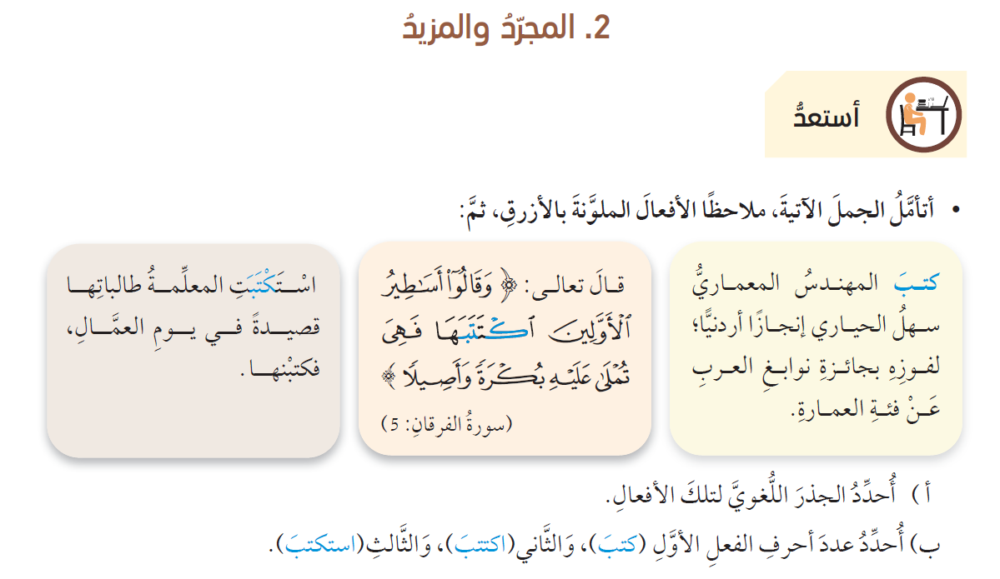 2. المجرّدُ والمزيدُ
أستعدُّ
• أتأمَّلُ الجملَ الآتيةَ، ملاحظًا الأفعالَ الملوَّنةَ بالأزرقِ، ثمَّ:
كتبَ المهندسُ المعماريُّ
سهلُ الحياري إنجازًا أردنيًّا؛
لفوزِهِ بجائزةِ نوابغِ العربِ
عَنْ فئةِ العمارةِ.
قالَ تعالى: ﴿ وَقَالُوٓاْ أَسَٰطِيرُ
ٱلْأَوَّلِينَ ٱكْتَتَبَهَا فَهِىَ
تُمْلَىٰ عَلَيْهِ بُكْرَةً وَأَصِيلًا ﴾
(سورةُ الفرقانِ: 5)
اسْتَكْتَبَتِ المعلِّمةُ طالباتِها
قصيدةً في يومِ العمَّالِ،
فكتبْنها .
أ ) أُحدِّدُ الجذرَ اللُّغويَّ لتلكَ الأفعالِ.
ب) أُحدِّدُ عددَ أحرفِ الفعلِ الأوَّلِ (كتبَ)، وَالثَّاني(اكتتبَ)، وَالثَّالثِ(استكتبَ).